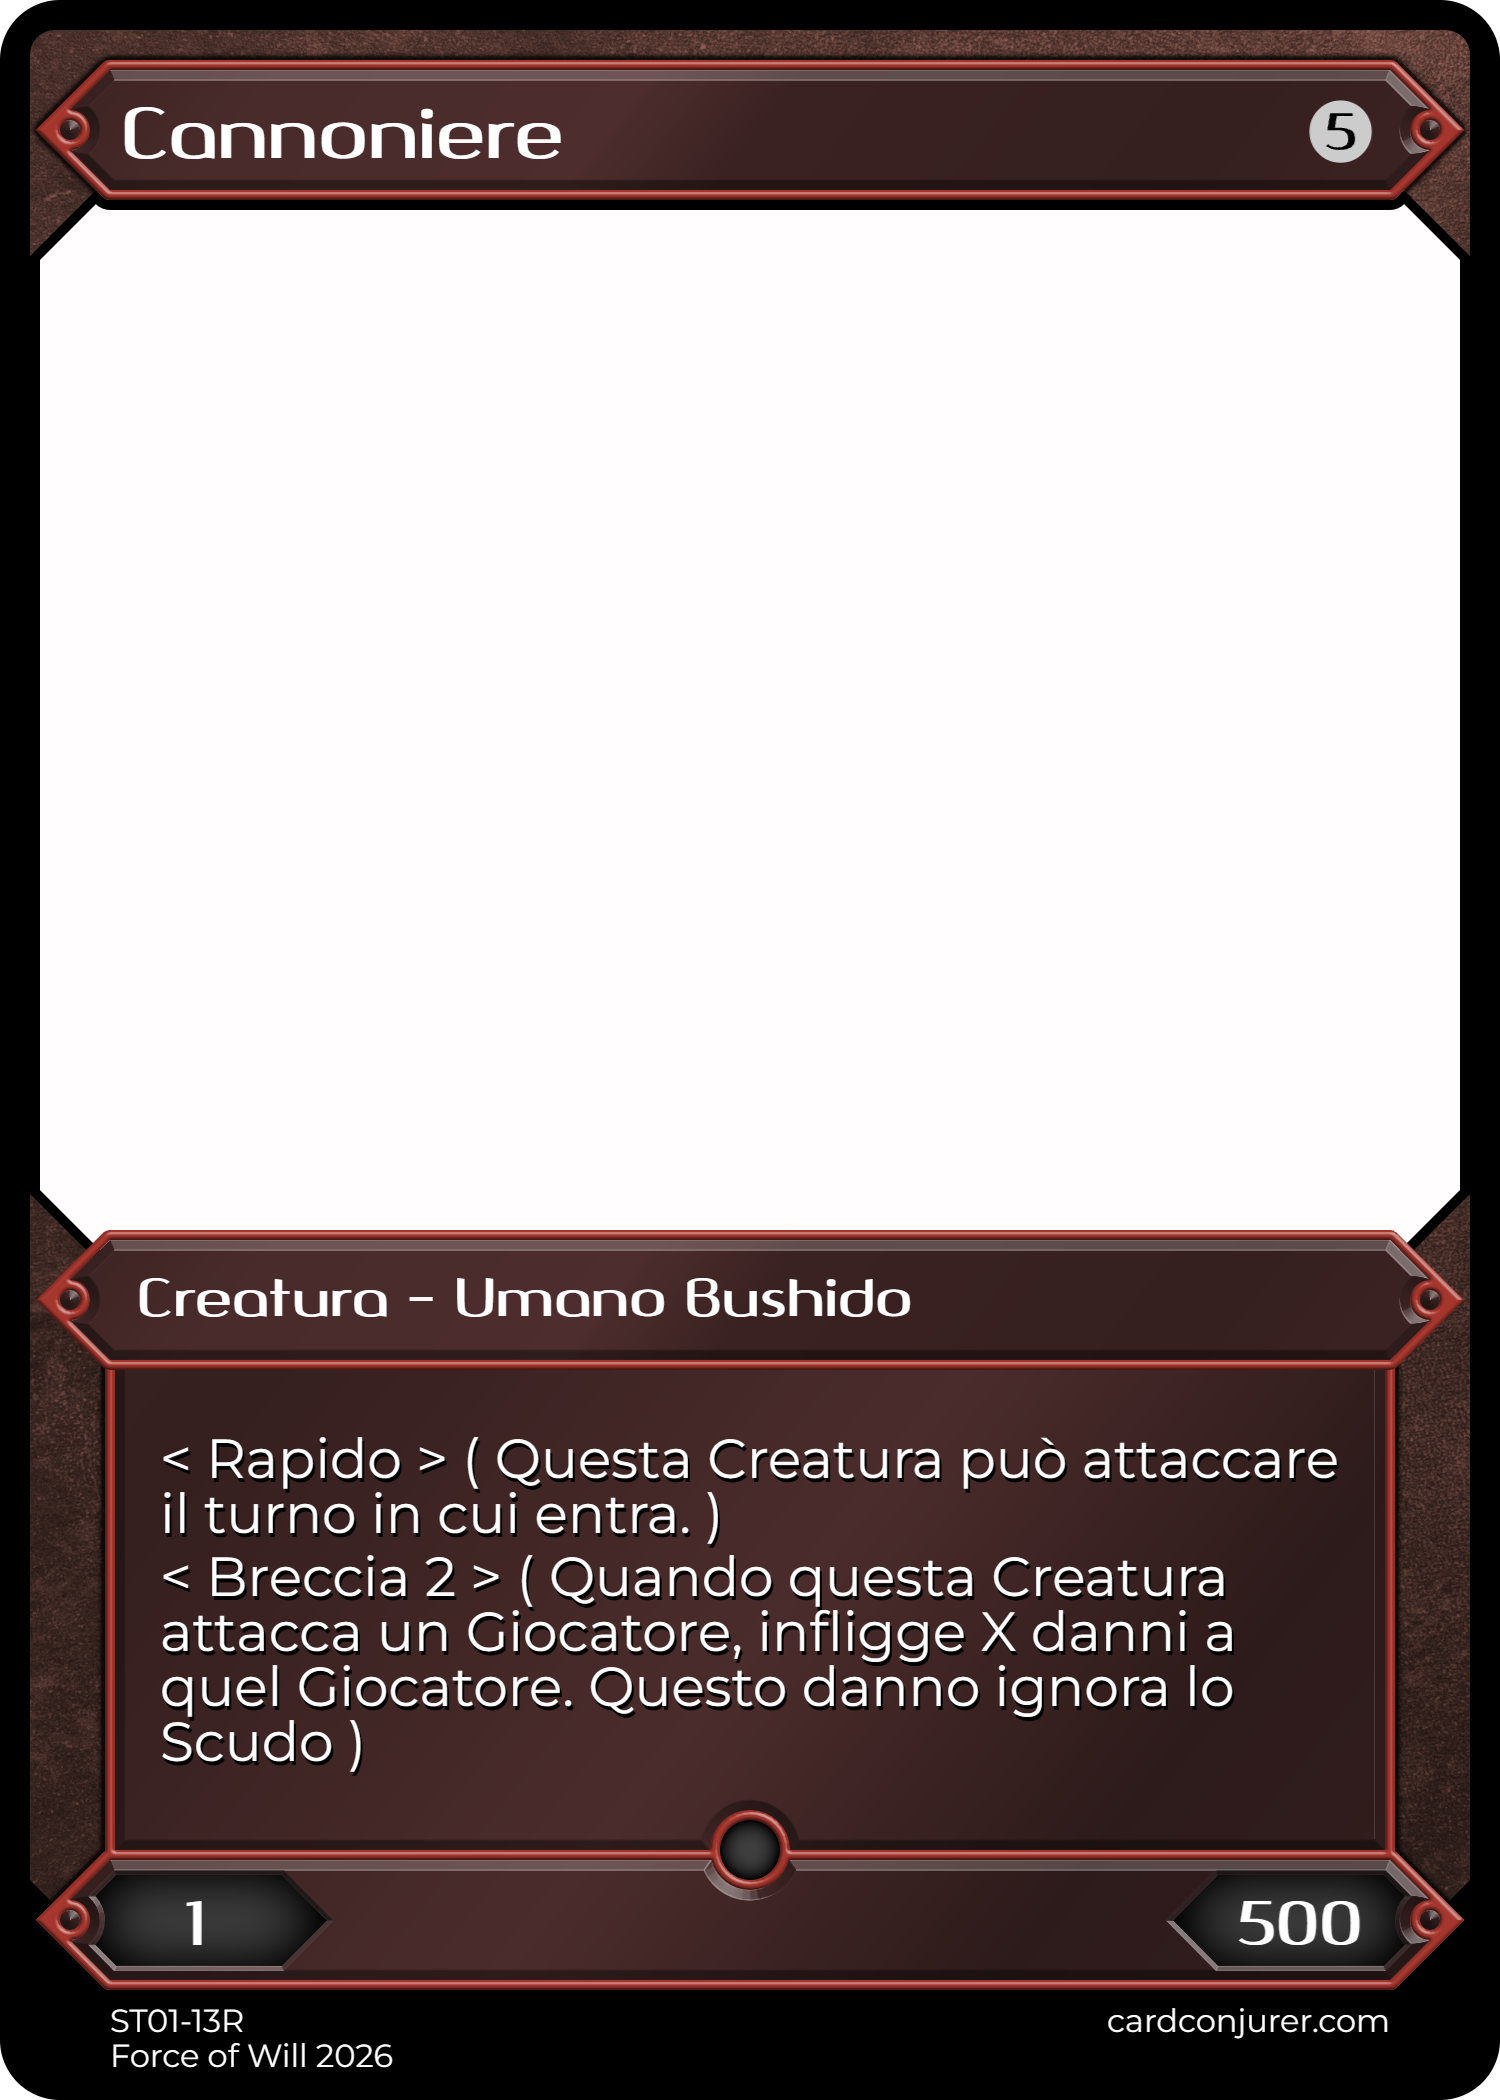 Cannoniere
5
Creatura - Umano Bushido
< Rapido > ( Questa Creatura può attaccare
il turno in cui entra. )
< Breccia 2 > ( Quando questa Creatura
attacca un Giocatore, infligge X danni a
quel Giocatore. Questo danno ignora lo
Scudo )
1
500
ST01-13R
cardconjurer.com
Force of Will 2026